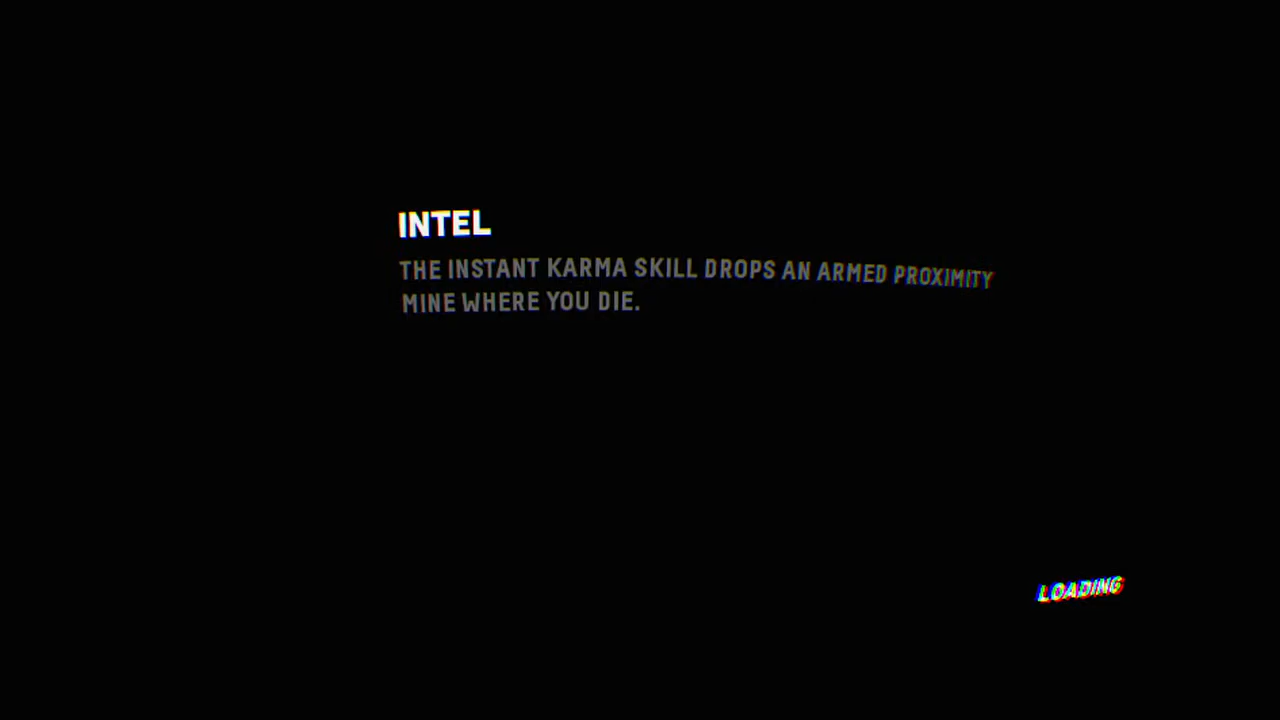 INTEL
THE INSTANT KARMA SKILL DROPS AN ARMED PROXIMITY
MINE WHERE YOU DIE.
LOADING